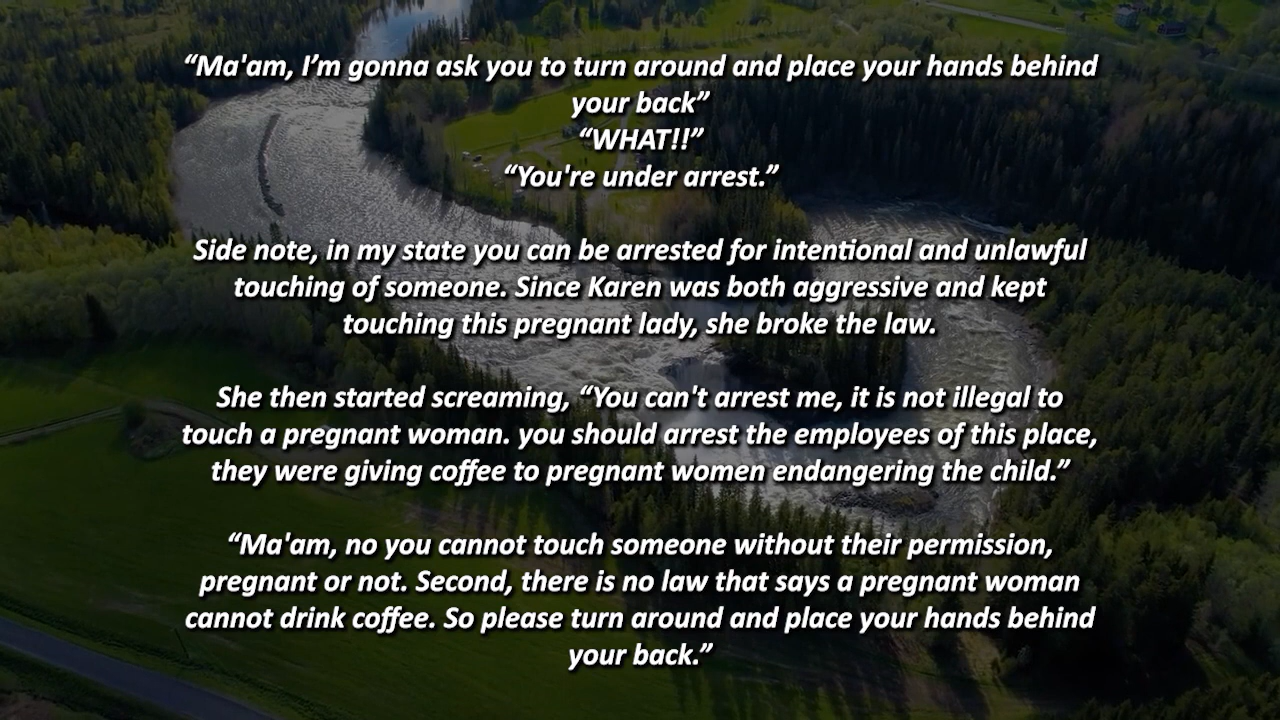 “Ma'am, I’m gonna ask you to turn around and place your hands behind
your back”
“WHAT!!”
“You're under arrest.”
Side note, in my state you can be arrested for intentional and unlawful
touching of someone. Since Karen was both aggressive and kept
touching this pregnant lady, she broke the law.
She then started screaming, “You can't arrest me, it is not illegal to
touch a pregnant woman. you should arrest the employees of this place,
they were giving coffee to pregnant women endangering the child.”
“Ma'am, no you cannot touch someone without their permission,
pregnant or not. Second, there is no law that says a pregnant woman
cannot drink coffee. So please turn around and place your hands behind
your back.”